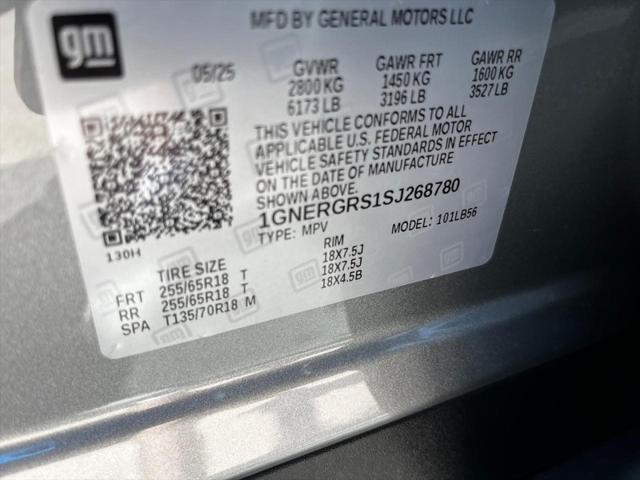 gm
MFD BY GENERAL MOTORS LLC
05/25
GVWR
2800 KG
6173 LB
GAWR FRT
1450 KG
3196 LB
GAWR RR
1600 KG
3527 LB
THIS VEHICLE CONFORMS TO ALL
APPLICABLE U.S. FEDERAL MOTOR
VEHICLE SAFETY STANDARDS IN EFFECT
ON THE DATE OF MANUFACTURE
SHOWN ABOVE.
1GNERGRS1SJ268780
TYPE: MPV
MODEL: 101LB56
130H
TIRE SIZE
RIM
FRT 255/65R18 T 18X7.5J
RR 255/65R18 T 18X7.5J
SPA T135/70R18 M 18X4.5B